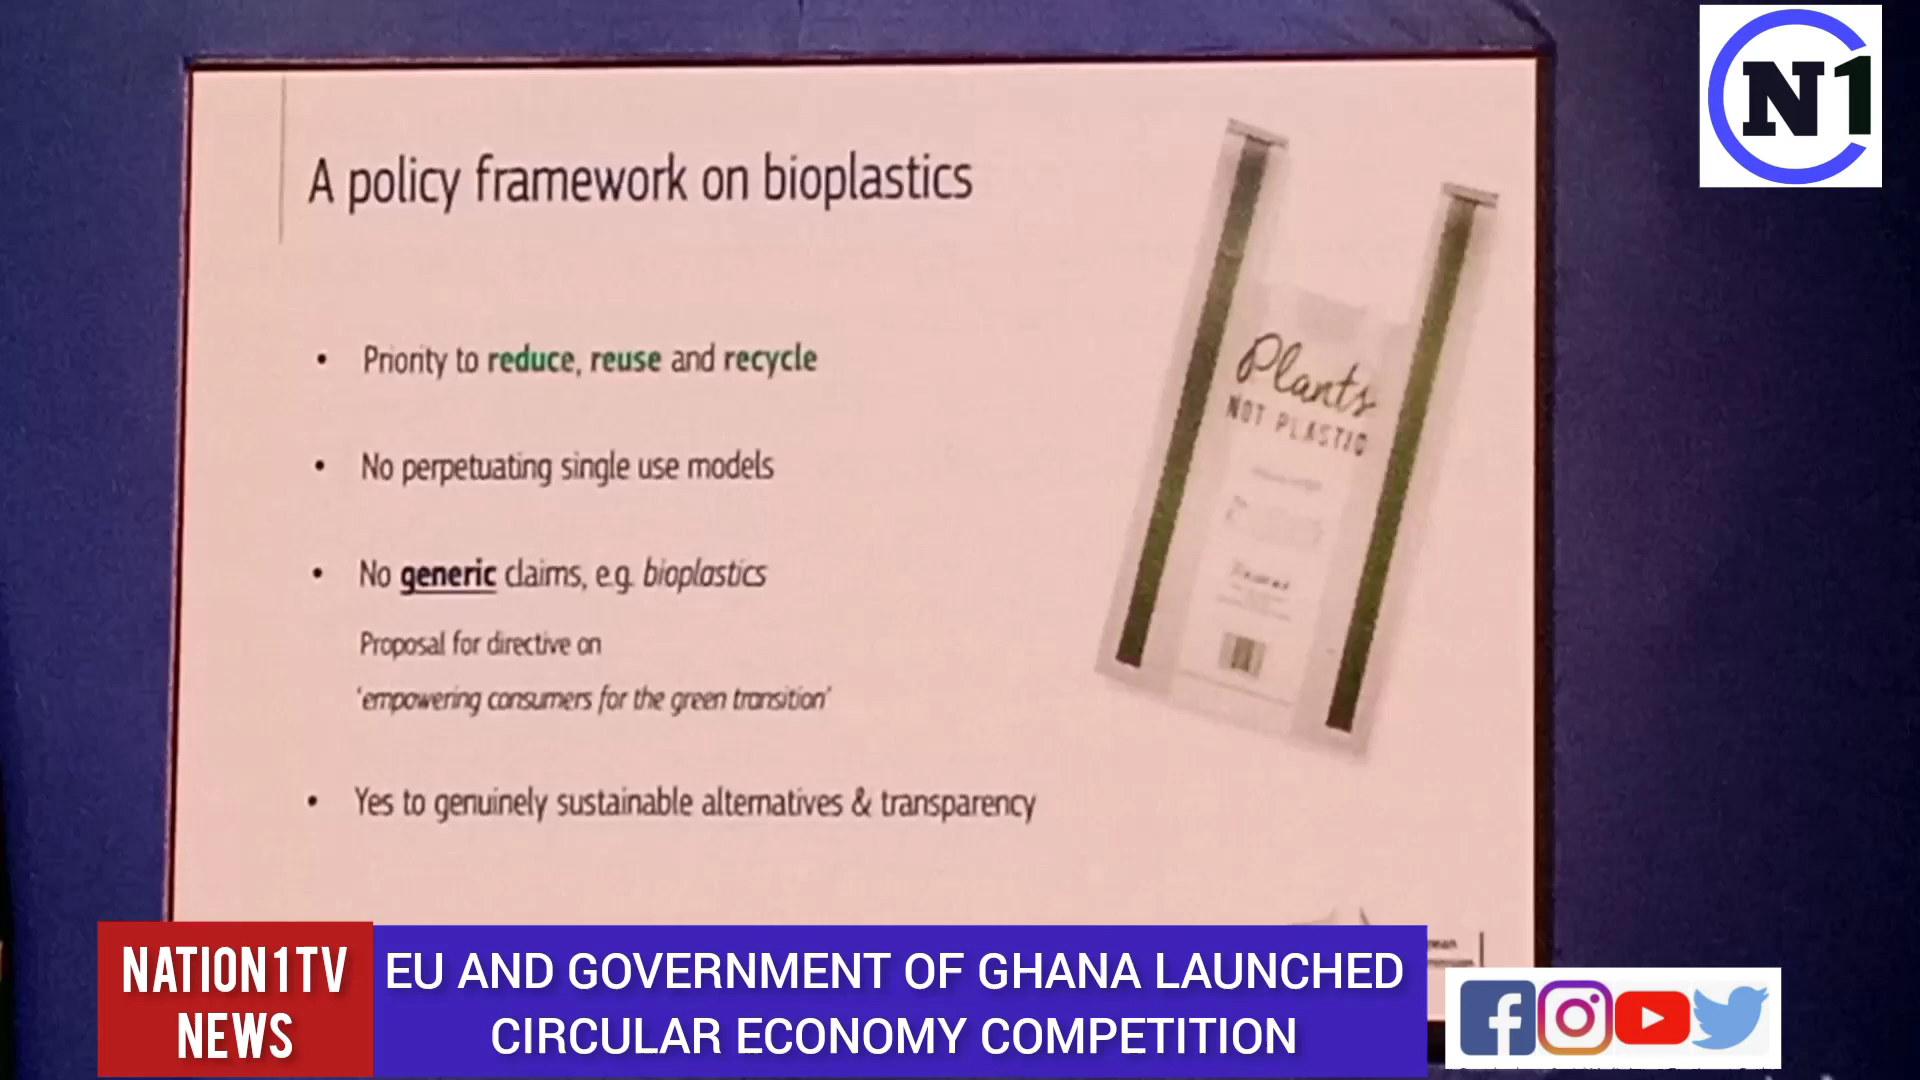 N1
A policy framework on bioplastics
• Priority to reduce, reuse and recycle
• No perpetuating single use models
• No generic claims, e.g. bioplastics
Proposal for directive on
'empowering consumers for the green transition'
• Yes to genuinely sustainable alternatives & transparency
Plants
NOT PLASTIC
NATION1TV
NEWS
EU AND GOVERNMENT OF GHANA LAUNCHED
CIRCULAR ECONOMY COMPETITION